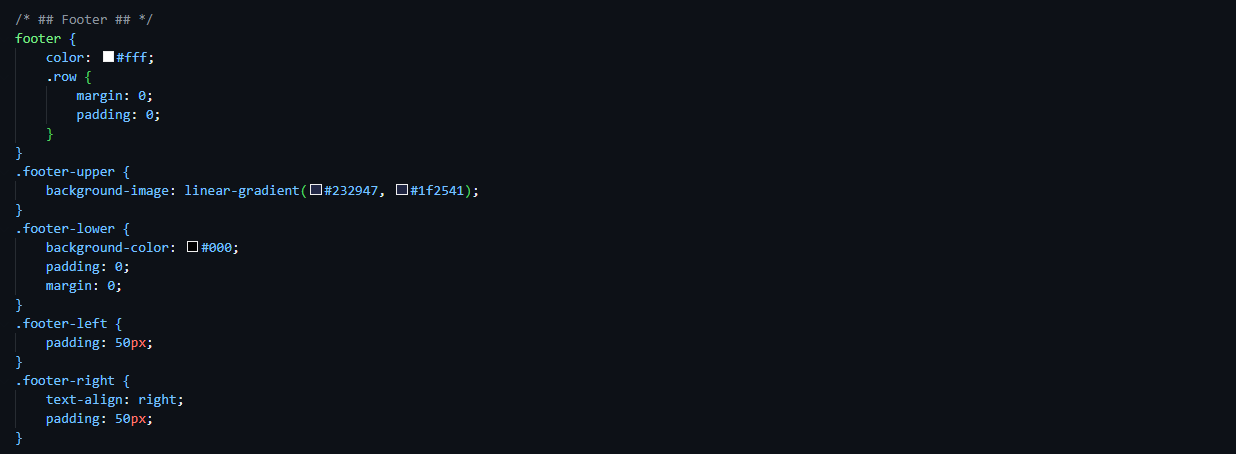 /* ## Footer ## */
footer {
    color: #fff;
    .row {
        margin: 0;
        padding: 0;
    }
}
.footer-upper {
    background-image: linear-gradient(#232947, #1f2541);
}
.footer-lower {
    background-color: #000;
    padding: 0;
    margin: 0;
}
.footer-left {
    padding: 50px;
}
.footer-right {
    text-align: right;
    padding: 50px;
}